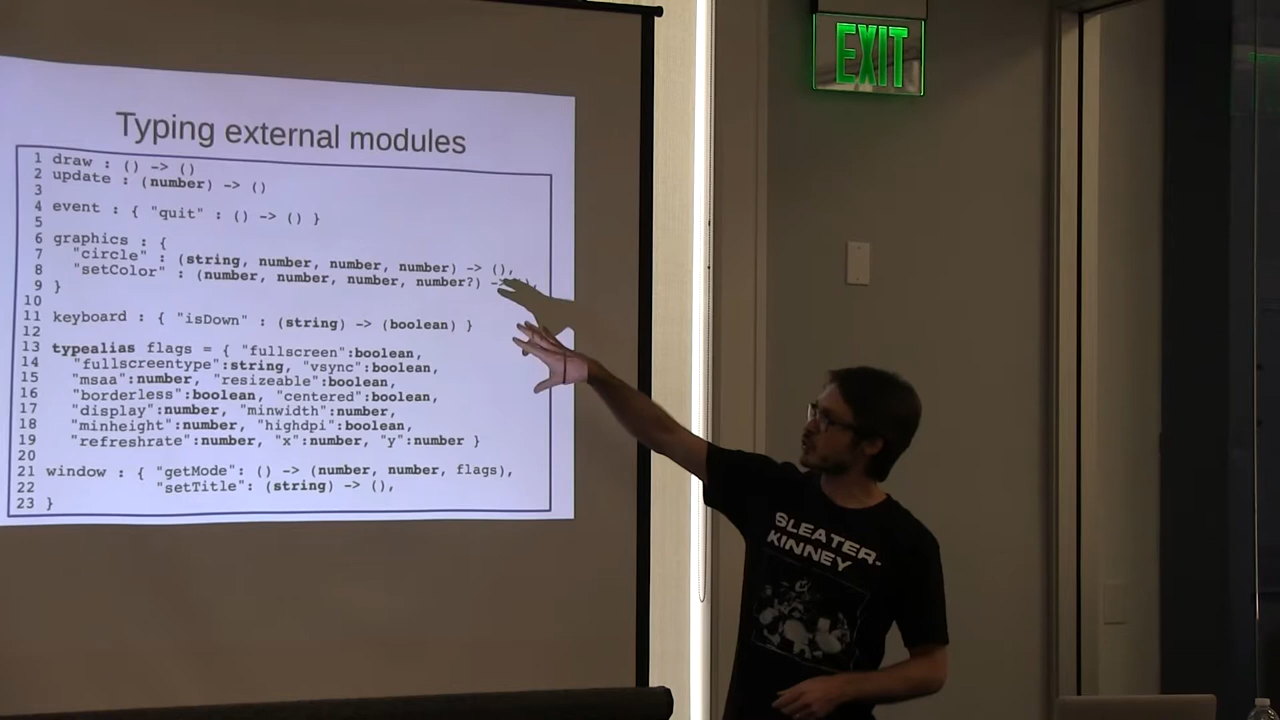 Typing external modules
1 draw : () -> ()
2 update : (number) -> ()
3
4 event : { "quit" : () -> () }
5
6 graphics : {
7 "circle" : (string, number, number, number) -> (),
8 "setColor" : (number, number, number, number?) -> (),
9 }
10
11 keyboard : { "isDown" : (string) -> (boolean) }
12
13 typealias flags = { "fullscreen":boolean,
14 "fullscreentype":string, "vsync":boolean,
15 "msaa":number, "resizeable":boolean,
16 "borderless":boolean, "centered":boolean,
17 "display":number, "minwidth":number,
18 "minheight":number, "highdpi":boolean,
19 "refreshrate":number, "x":number, "y":number }
20
21 window : { "getMode": () -> (number, number, flags),
22 "setTitle": (string) -> (),
23 }
EXIT
SLEATER-
KINNEY